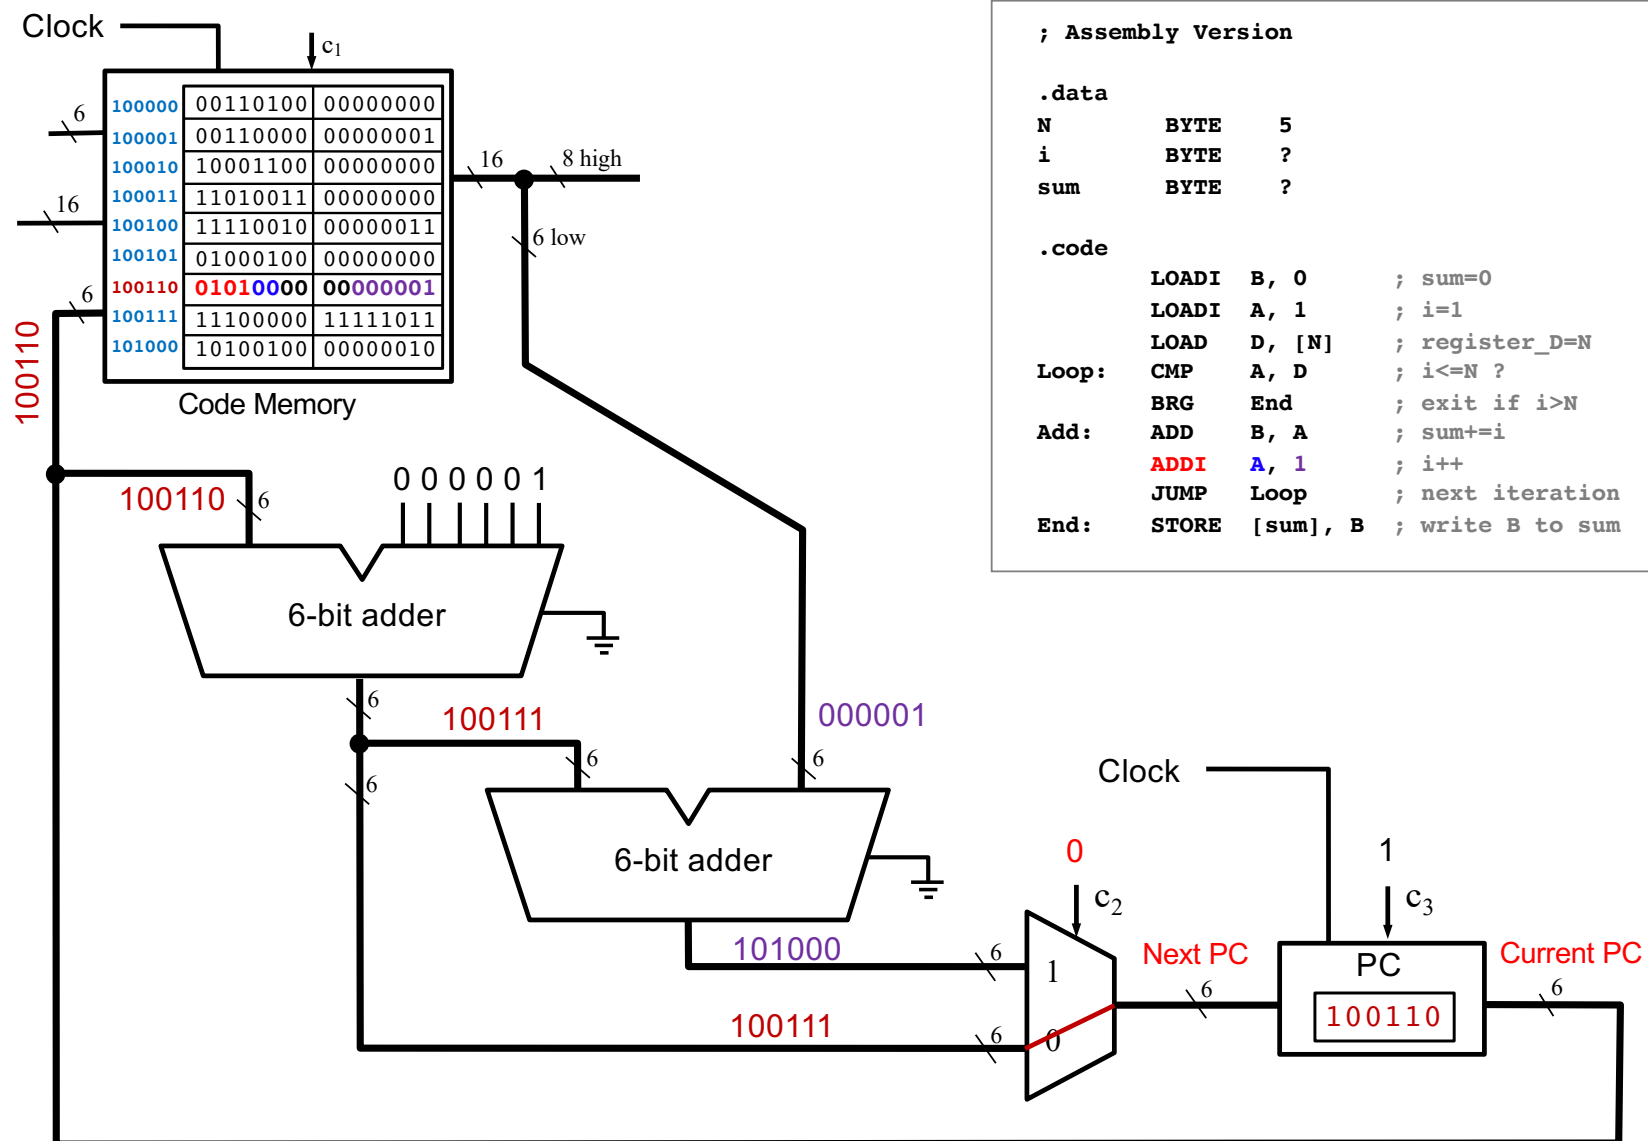 Clock
c1
6
16
6
100000 00110100 00000000
100001 00110000 00000001
100010 10001100 00000000
100011 11010011 00000000
100100 11110010 00000011
100101 01000100 00000000
100110 01010000 00000001
100111 11100000 11111011
101000 10100100 00000010
Code Memory
16
8 high
6 low
; Assembly Version
.data
N BYTE 5
i BYTE ?
sum BYTE ?
.code
LOADI B, 0 ; sum=0
LOADI A, 1 ; i=1
LOAD D, [N] ; register_D=N
Loop: CMP A, D ; i<=N ?
BRG End ; exit if i>N
Add: ADD B, A ; sum+=i
ADDI A, 1 ; i++
JUMP Loop ; next iteration
End: STORE [sum], B ; write B to sum
100110
100110
6
0 0 0 0 0 1
6-bit adder
6
100111
6
6
000001
6
6-bit adder
101000
6
100111
6
0
c2
1
0
Next PC
6
Clock
1
c3
PC
100110
Current PC
6